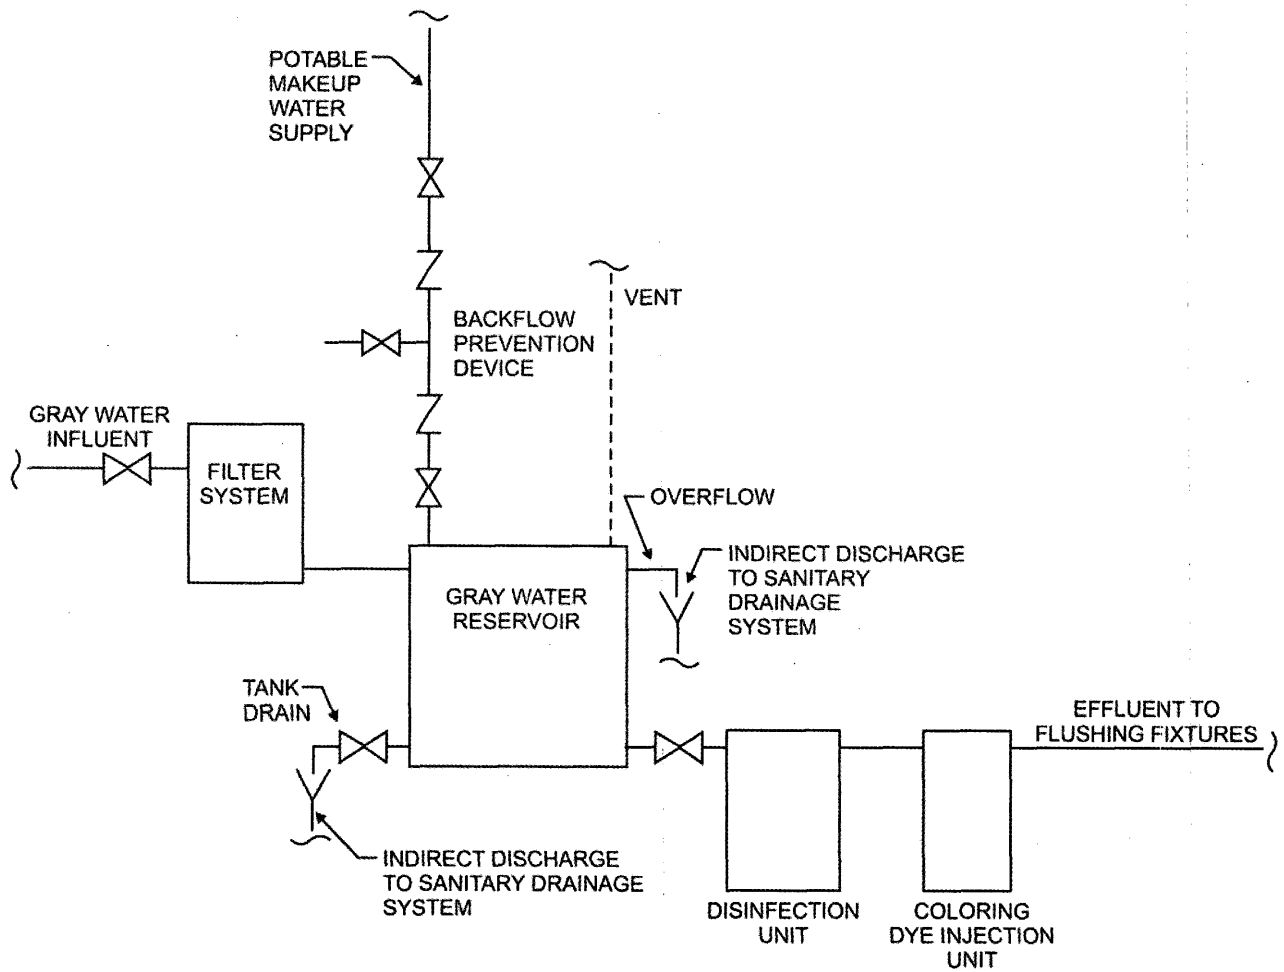 POTABLE
MAKEUP
WATER
SUPPLY
VENT
BACKFLOW
PREVENTION
DEVICE
GRAY WATER
INFLUENT
FILTER
SYSTEM
OVERFLOW
INDIRECT DISCHARGE
TO SANITARY
DRAINAGE
SYSTEM
GRAY WATER
RESERVOIR
TANK
DRAIN
EFFLUENT TO
FLUSHING FIXTURES
INDIRECT DISCHARGE
TO SANITARY DRAINAGE
SYSTEM
DISINFECTION
UNIT
COLORING
DYE INJECTION
UNIT